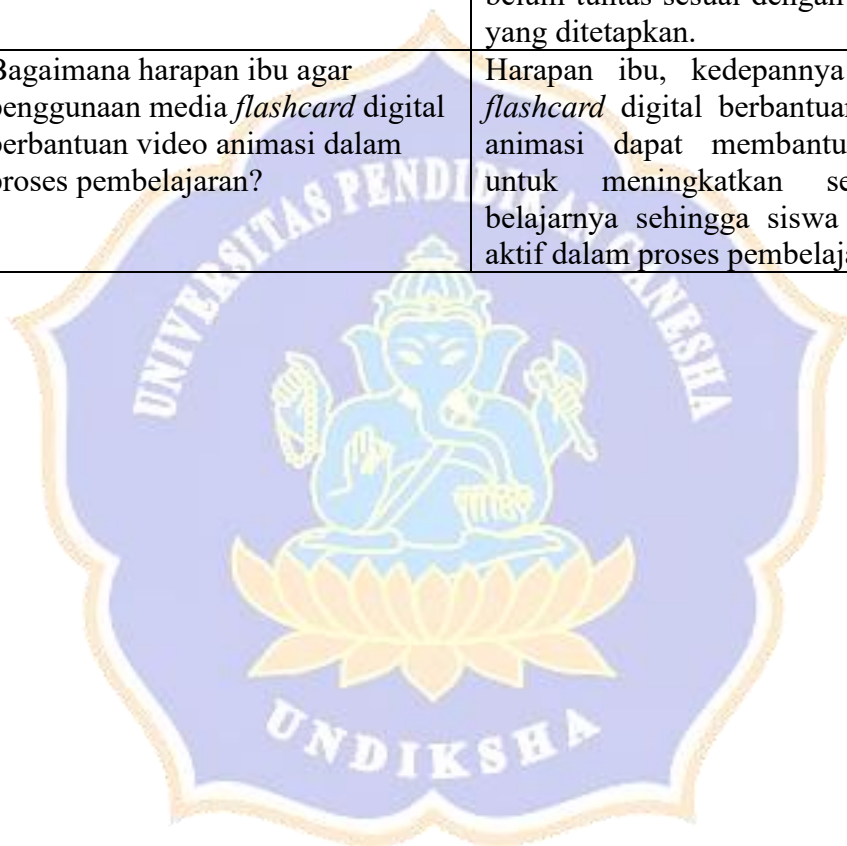 yang ditetapkan.
Bagaimana harapan ibu agar
penggunaan media flashcard digital
berbantuan video animasi dalam
proses pembelajaran?
Harapan ibu, kedepannya
flashcard digital berbantuan
animasi dapat membantu
untuk meningkatkan
belajarnya sehingga siswa
aktif dalam proses
UNIVERSITAS PENDIDIKAN GANESHA
UNDIKSHA